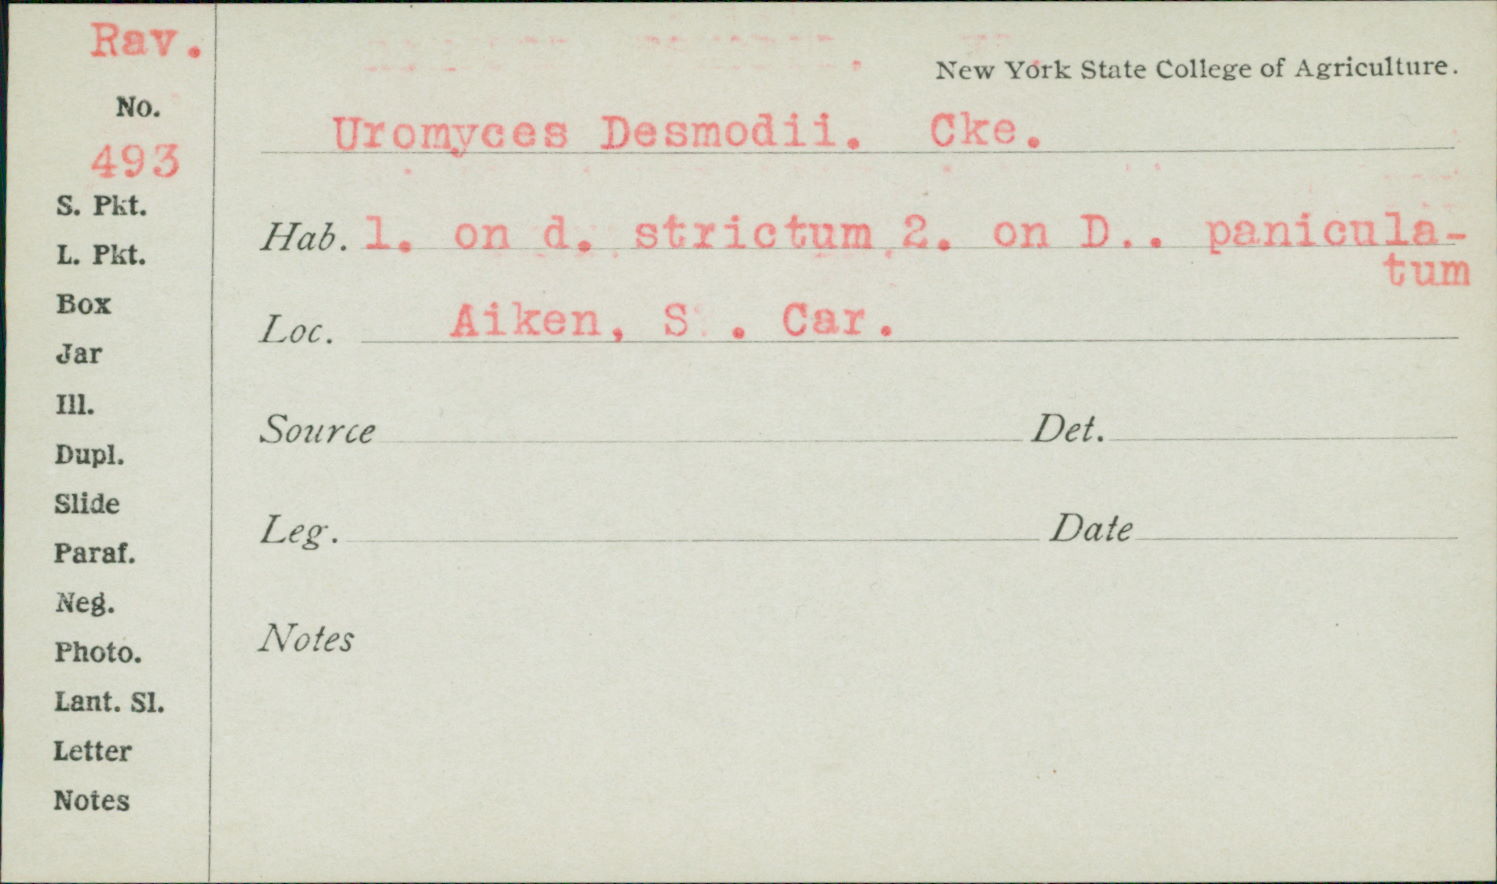 Rav.
New York State College of Agriculture.
No.
Uromyces Desmodii. Cke.
493
S. Pkt.
Hab. 1. on d. strictum 2. on D.. panicula-
tum
L. Pkt.
Box
Loc. Aiken, S . Car.
Jar
Ill.
Source Det.
Dupl.
Slide
Leg. Date
Paraf.
Neg.
Notes
Photo.
Lant. Sl.
Letter
Notes